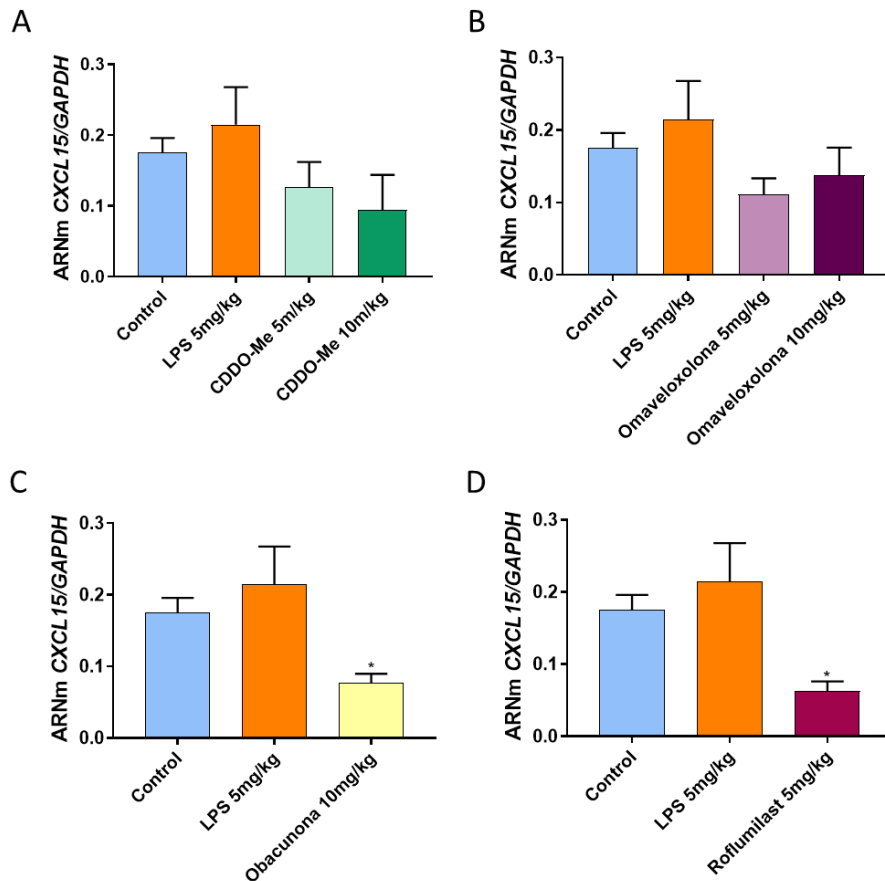 A
ARNm CXCL15/GAPDH
0.3
0.2
0.1
0.0
Control
LPS 5mg/kg
CDDO-Me 5m/kg
CDDO-Me 10m/kg
B
ARNm CXCL15/GAPDH
0.3
0.2
0.1
0.0
Control
LPS 5mg/kg
Omaveloxolona 5mg/kg
Omaveloxolona 10mg/kg
C
ARNm CXCL15/GAPDH
0.3
0.2
0.1
0.0
*
Control
LPS 5mg/kg
Obacunona 10mg/kg
D
ARNm CXCL15/GAPDH
0.3
0.2
0.1
0.0
*
Control
LPS 5mg/kg
Roflumilast 5mg/kg